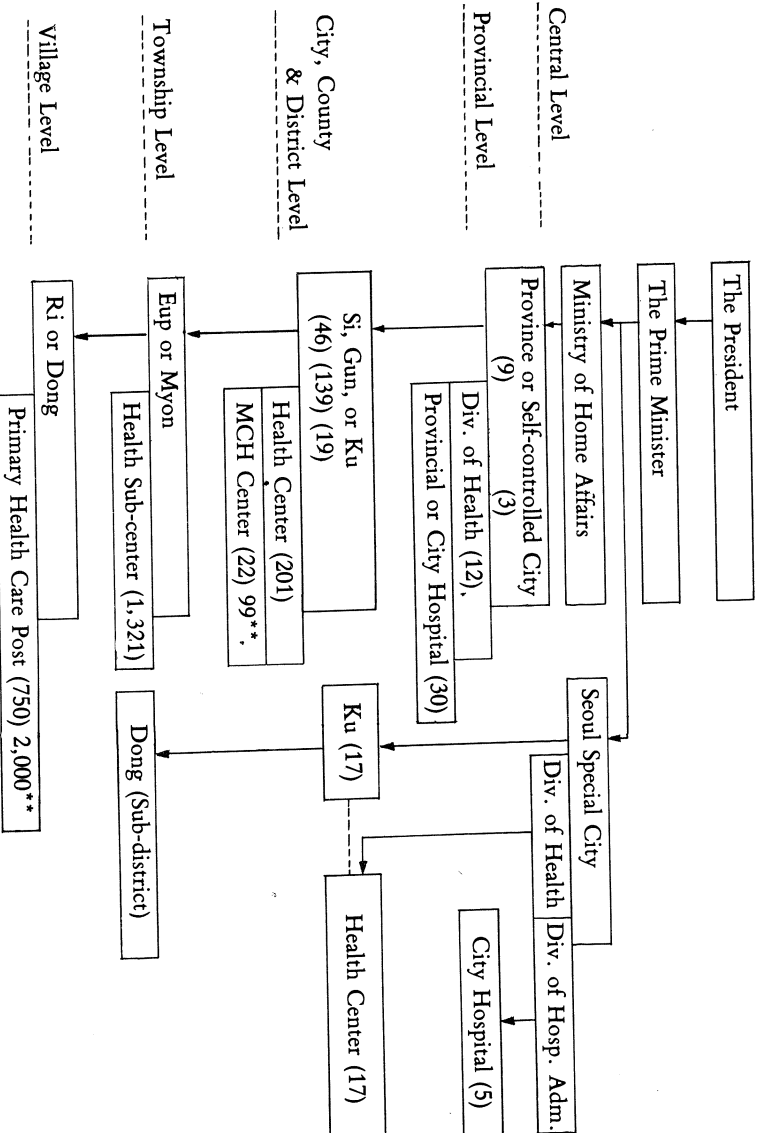 The President
The Prime Minister
Central Level
Ministry of Home Affairs
Provincial Level
Province or Self-controlled City
(9) (3)
Div. of Health (12).
Provincial or City Hospital (30)
Seoul Special City
Div. of Health
Div. of Hosp. Adm.
City Hospital (5)
City, County
& District Level
Si, Gun, or Ku
(46) (139) (19)
Health Center (201)
MCH Center (22) 99**.
Ku (17)
Health Center (17)
Township Level
Eup or Myon
Health Sub-center (1,321)
Dong (Sub-district)
Village Level
Ri or Dong
Primary Health Care Post (750) 2,000**